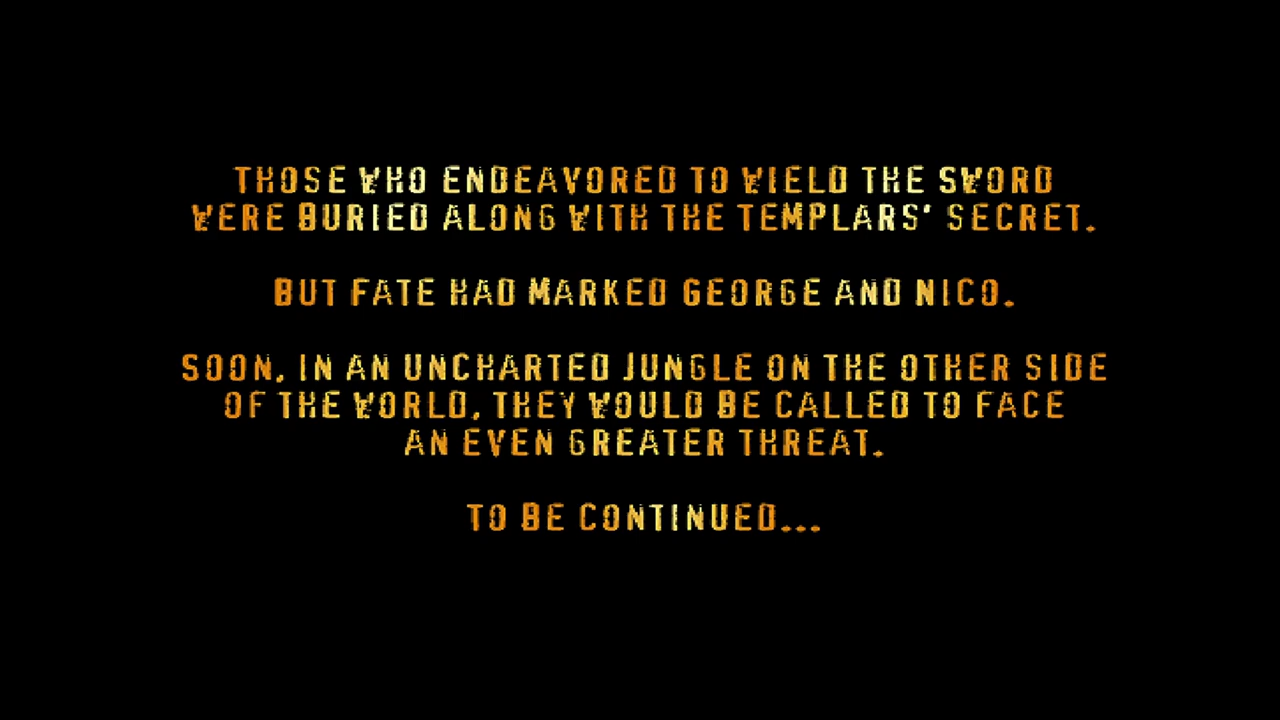 THOSE WHO ENDEAVORED TO WIELD THE SWORD
WERE BURIED ALONG WITH THE TEMPLARS' SECRET.
BUT FATE HAD MARKED GEORGE AND NICO.
SOON, IN AN UNCHARTED JUNGLE ON THE OTHER SIDE
OF THE WORLD, THEY WOULD BE CALLED TO FACE
AN EVEN GREATER THREAT.
TO BE CONTINUED...